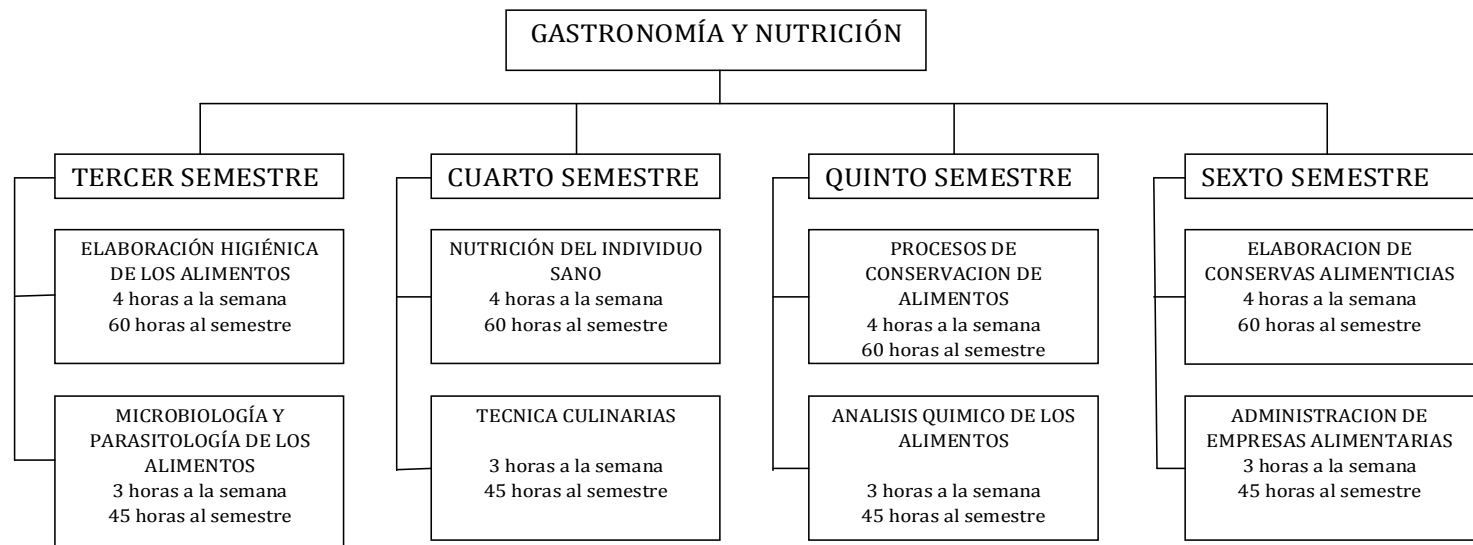 GASTRONOMÍA Y NUTRICIÓN
TERCER SEMESTRE
ELABORACIÓN HIGIÉNICA
DE LOS ALIMENTOS
4 horas a la semana
60 horas al semestre
MICROBIOLOGÍA Y
PARASITOLOGÍA DE LOS
ALIMENTOS
3 horas a la semana
45 horas al semestre
CUARTO SEMESTRE
NUTRICIÓN DEL INDIVIDUO
SANO
4 horas a la semana
60 horas al semestre
TECNICA CULINARIAS
3 horas a la semana
45 horas al semestre
QUINTO SEMESTRE
PROCESOS DE
CONSERVACION DE
ALIMENTOS
4 horas a la semana
60 horas al semestre
ANALISIS QUIMICO DE LOS
ALIMENTOS
3 horas a la semana
45 horas al semestre
SEXTO SEMESTRE
ELABORACION DE
CONSERVAS ALIMENTICIAS
4 horas a la semana
60 horas al semestre
ADMINISTRACION DE
EMPRESAS ALIMENTARIAS
3 horas a la semana
45 horas al semestre